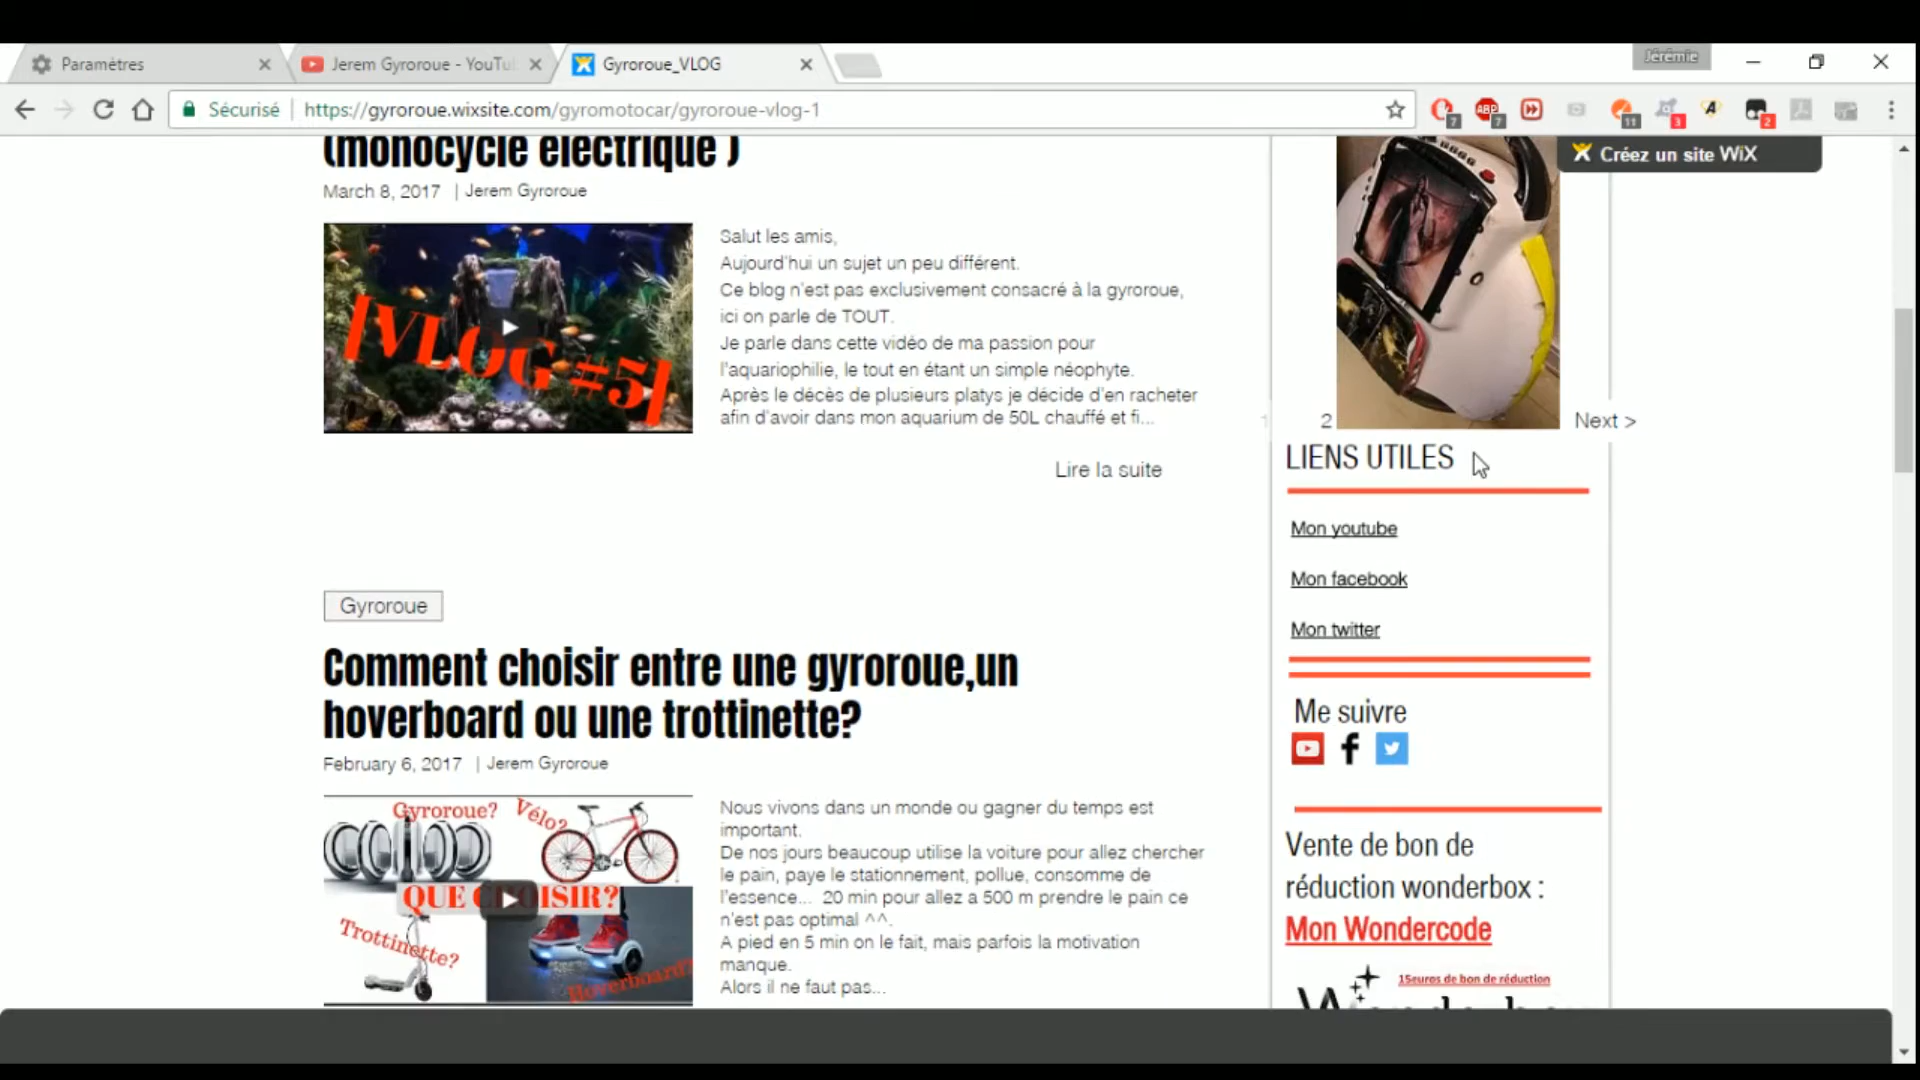 Paramètres
Jerem Gyroroue - YouTu
Gyroroue_VLOG
Jérémie
Sécurisé
https://gyroroue.wixsite.com/gyromotocar/gyroroue-vlog-1
7
ABP
7
11
3
A
2
(monocycle électrique )
March 8, 2017 | Jerem Gyroroue
[VLOG #5]
Salut les amis,
Aujourd'hui un sujet un peu différent.
Ce blog n'est pas exclusivement consacré à la gyroroue,
ici on parle de TOUT.
Je parle dans cette vidéo de ma passion pour
l'aquariophilie, le tout en étant un simple néophyte.
Après le décès de plusieurs platys je décide d'en racheter
afin d'avoir dans mon aquarium de 50L chauffé et fi...
Lire la suite
Gyroroue
Comment choisir entre une gyroroue,un
hoverboard ou une trottinette?
February 6, 2017 | Jerem Gyroroue
Gyroroue?
Vélo?
QUE CHOISIR?
Trottinette?
Hoverboard?
Nous vivons dans un monde ou gagner du temps est
important.
De nos jours beaucoup utilise la voiture pour allez chercher
le pain, paye le stationnement, pollue, consomme de
l'essence... 20 min pour allez a 500 m prendre le pain ce
n'est pas optimal ^^.
A pied en 5 min on le fait, mais parfois la motivation
manque.
Alors il ne faut pas...
Créez un site WiX
1
2
Next >
LIENS UTILES
Mon youtube
Mon facebook
Mon twitter
Me suivre
Vente de bon de
réduction wonderbox :
Mon Wondercode
15euros de bon de réduction